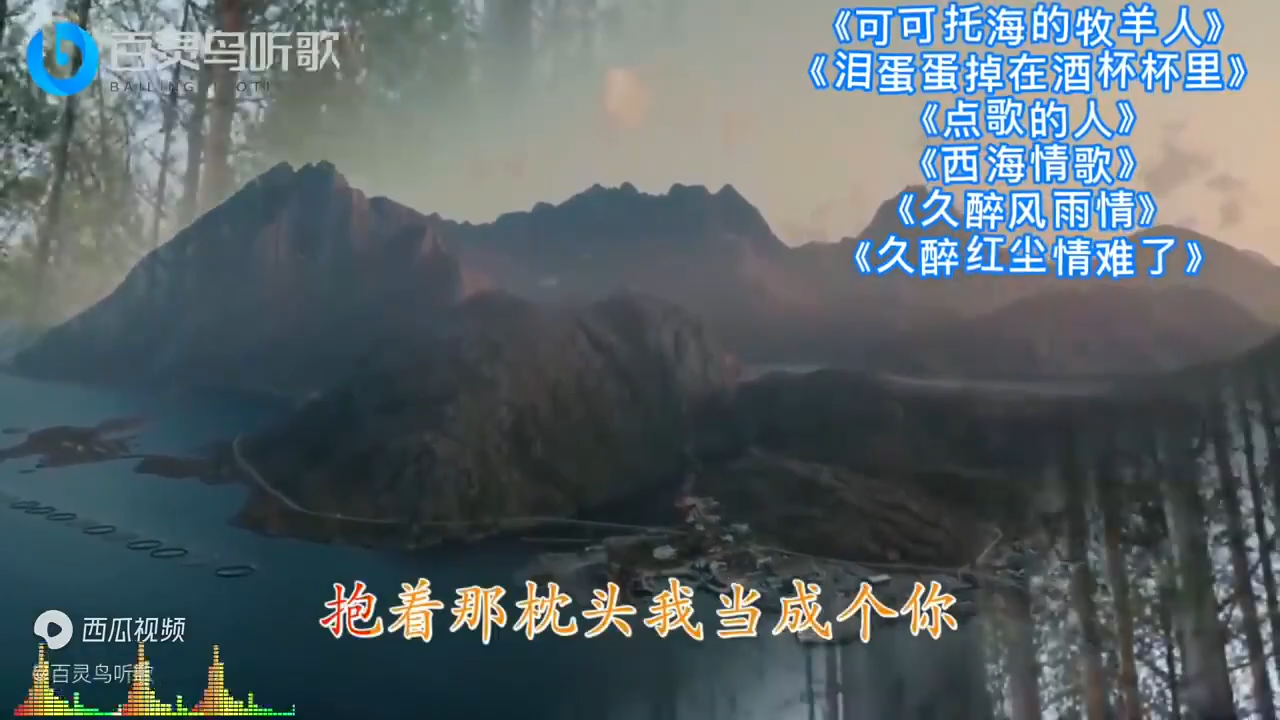 百灵鸟听歌
《可可托海的牧羊人》
《泪蛋蛋掉在酒杯杯里》
《点歌的人》
《西海情歌》
《久醉风雨情》
《久醉红尘情难了》
抱着那枕头我当成个你
西瓜视频
@百灵鸟听歌